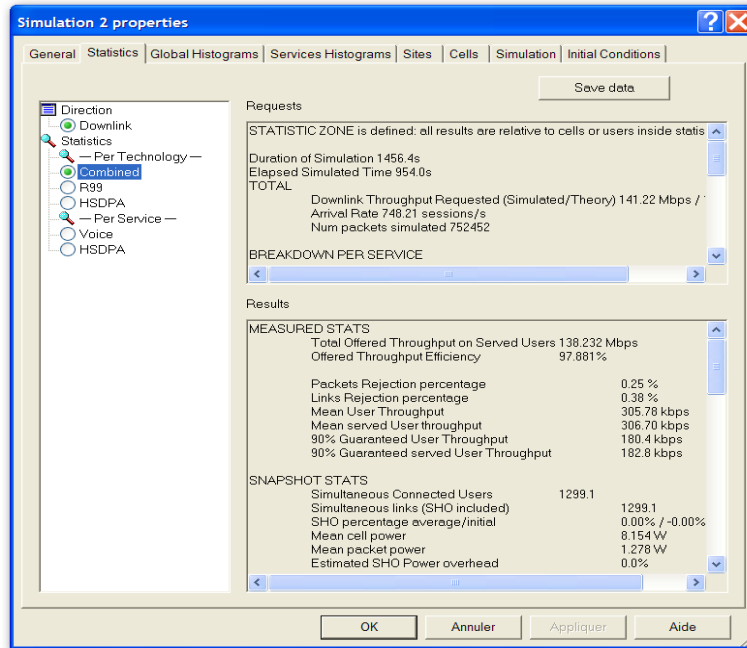 Simulation 2 properties
General Statistics Global Histograms Services Histograms Sites Cells Simulation Initial Conditions
Save data
Direction
Downlink
Statistics
— Per Technology —
Combined
R99
HSDPA
— Per Service —
Voice
HSDPA
Requests
STATISTIC ZONE is defined: all results are relative to cells or users inside statis
Duration of Simulation 1456.4s
Elapsed Simulated Time 954.0s
TOTAL
Downlink Throughput Requested (Simulated/Theory) 141.22 Mbps /
Arrival Rate 748.21 sessions/s
Num packets simulated 752452
BREAKDOWN PER SERVICE
Results
MEASURED STATS
Total Offered Throughput on Served Users 138.232 Mbps
Offered Throughput Efficiency 97.881%
Packets Rejection percentage 0.25 %
Links Rejection percentage 0.38 %
Mean User Throughput 305.78 kbps
Mean served User throughput 306.70 kbps
90% Guaranteed User Throughput 180.4 kbps
90% Guaranteed served User Throughput 182.8 kbps
SNAPSHOT STATS
Simultaneous Connected Users 1299.1
Simultaneous links (SHO included) 1299.1
SHO percentage average/initial 0.00% / -0.00%
Mean cell power 8.154 W
Mean packet power 1.278 W
Estimated SHO Power overhead 0.0%
OK Annuler Appliquer Aide